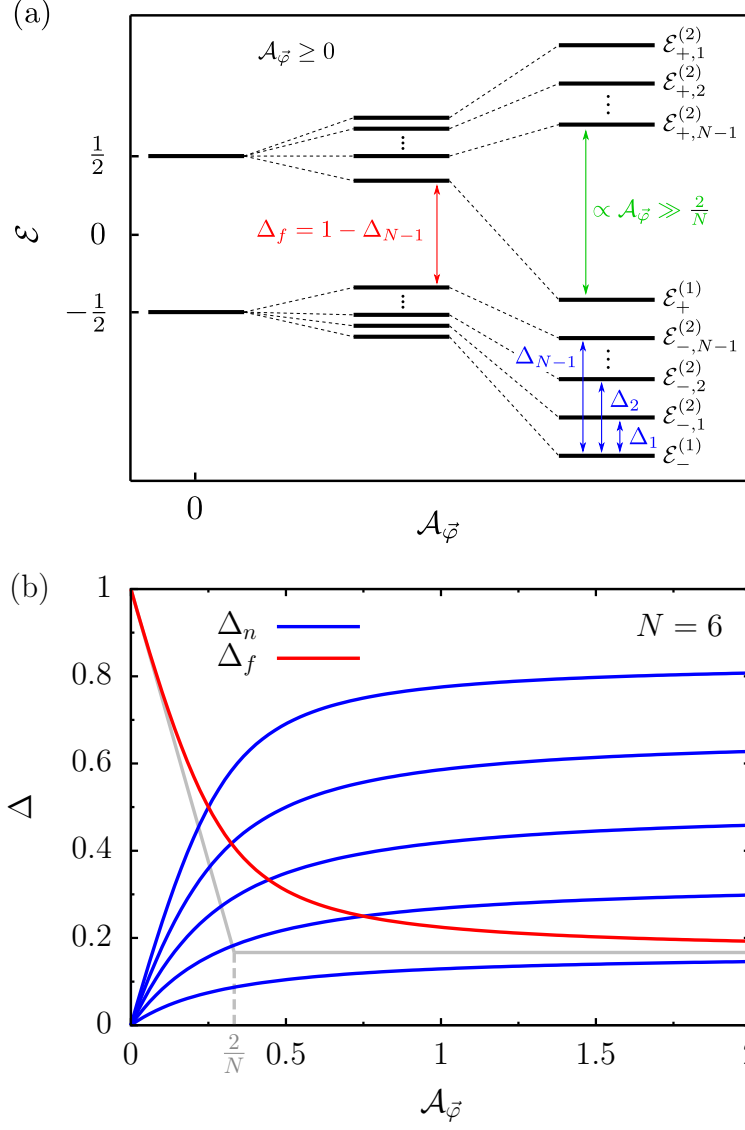 (a)
𝒜_φ⃗ ≥ 0
ℰ^(2)_+,1
ℰ^(2)_+,2
⋮
ℰ^(2)_+,N−1
1/2
⋮
∝ 𝒜_φ⃗ ≫ 2/N
ℰ
0
Δ_f = 1 − Δ_N−1
ℰ^(1)_+
−1/2
⋮
ℰ^(2)_−,N−1
Δ_N−1
⋮
ℰ^(2)_−,2
Δ_2
ℰ^(2)_−,1
Δ_1
ℰ^(1)_−
0
𝒜_φ⃗
(b)
1
Δ_n
N = 6
Δ_f
0.8
0.6
Δ
0.4
0.2
0
0
2/N
0.5
1
1.5
𝒜_φ⃗